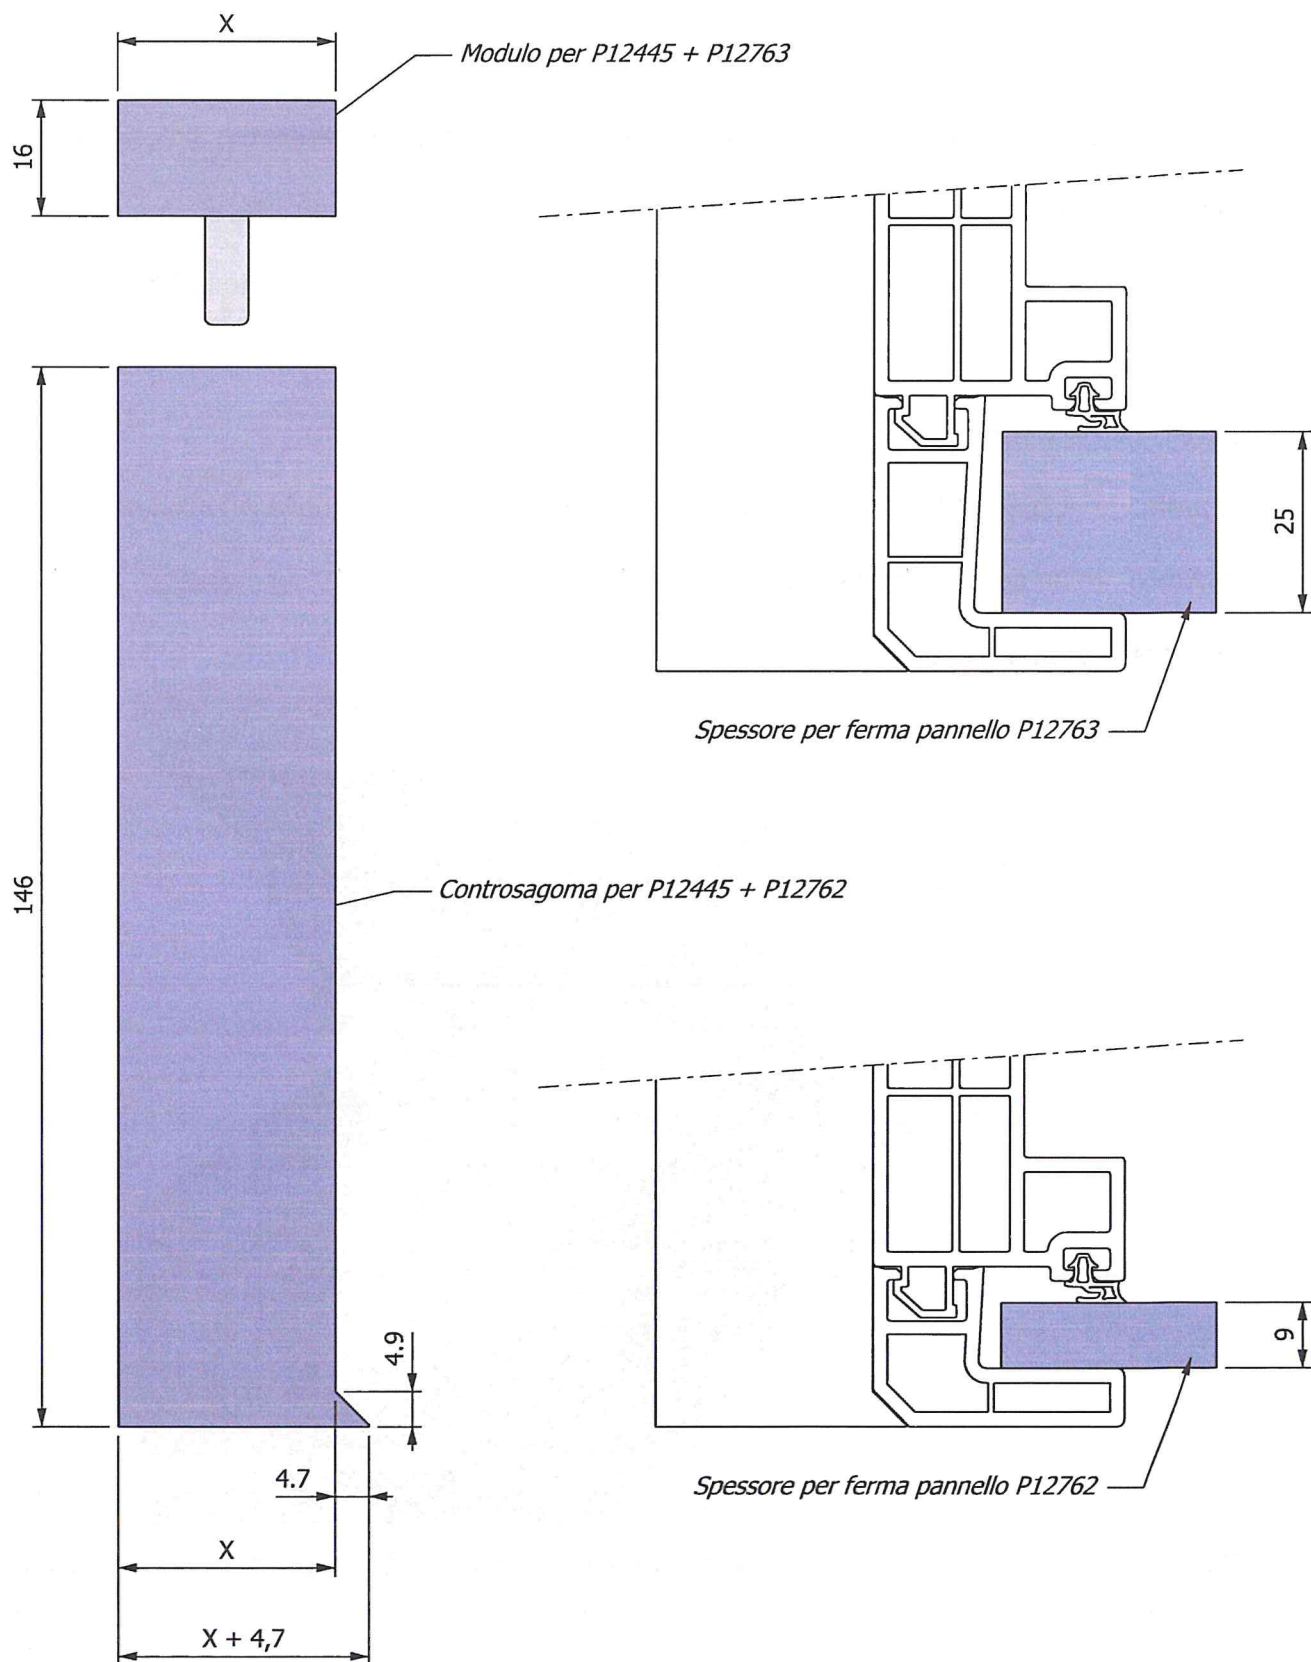 X
Modulo per P12445 + P12763
16
25
Spessore per ferma pannello P12763
146
Controsagoma per P12445 + P12762
4.9
9
4.7
Spessore per ferma pannello P12762
X
X + 4,7